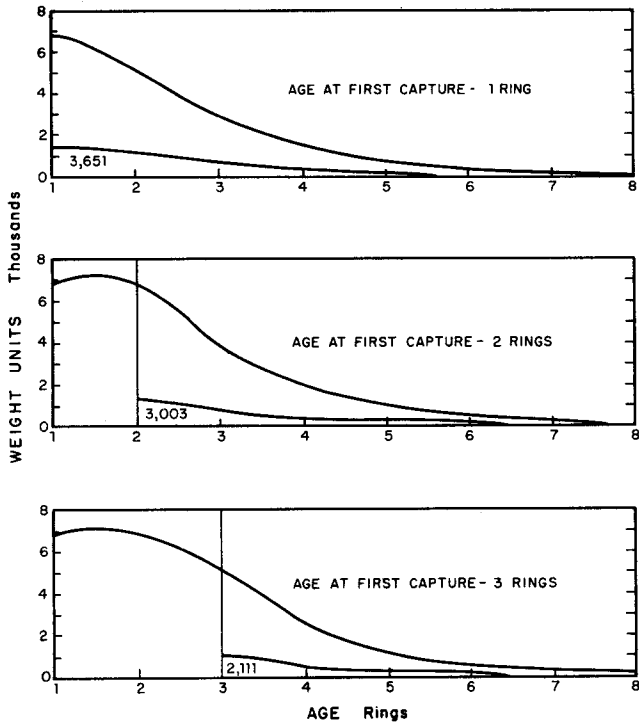 8
6
4
2
0
AGE AT FIRST CAPTURE - 1 RING
3,651
1 2 3 4 5 6 7 8
WEIGHT UNITS Thousands
8
6
4
2
0
AGE AT FIRST CAPTURE - 2 RINGS
3,003
1 2 3 4 5 6 7 8
8
6
4
2
0
AGE AT FIRST CAPTURE - 3 RINGS
2,111
1 2 3 4 5 6 7 8
AGE Rings